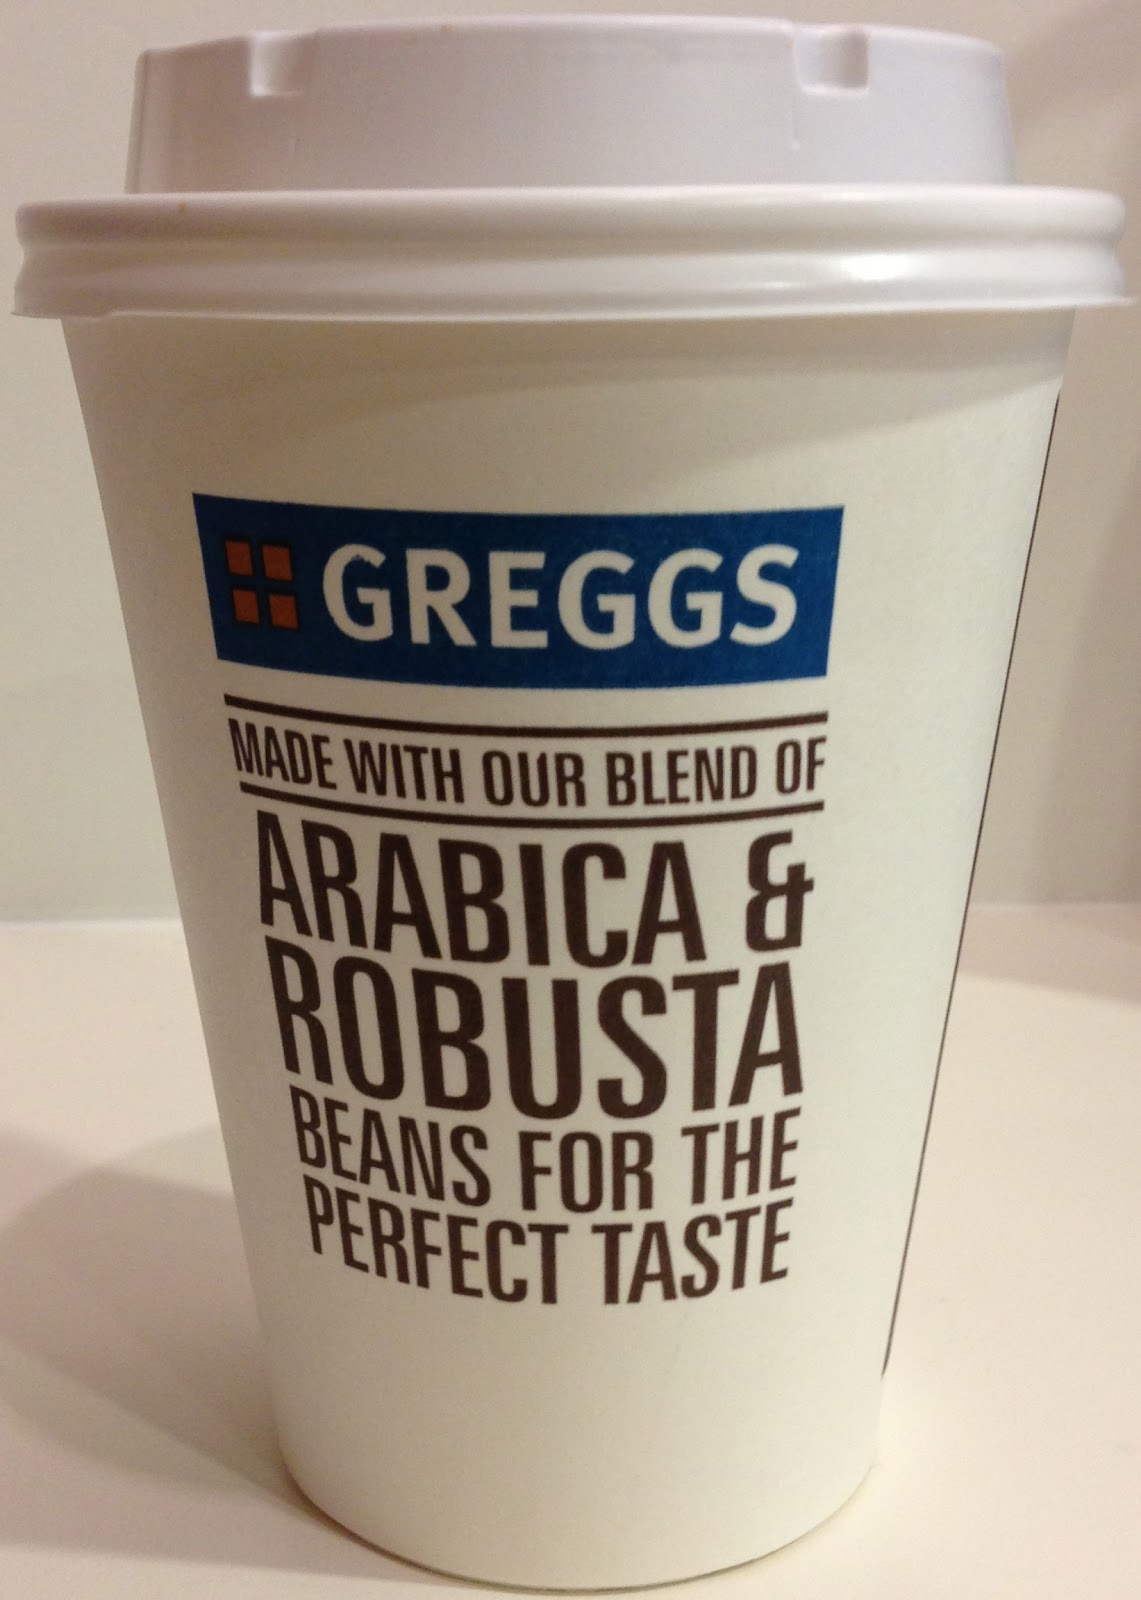 GREGGS
MADE WITH OUR BLEND OF
ARABICA &
ROBUSTA
BEANS FOR THE
PERFECT TASTE